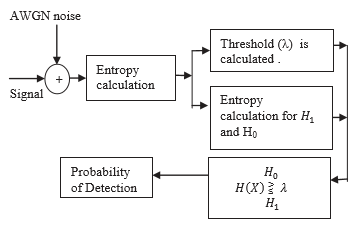 AWGN noise
Signal
+
Entropy
calculation
Threshold (λ) is
calculated .
Entropy
calculation for H₁
and H₀
H₀
H(X) ≷ λ
H₁
Probability
of Detection